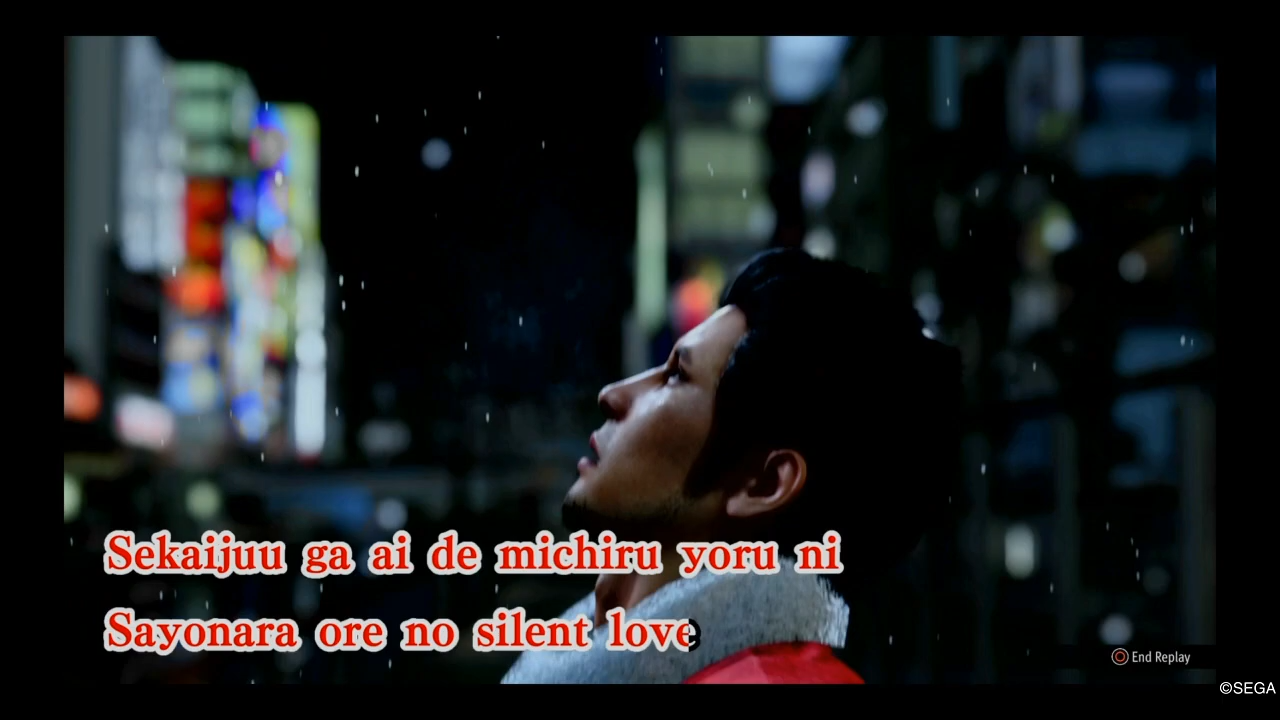 Sekaijuu ga ai de michiru yoru ni
Sayonara ore no silent love
End Replay
©SEGA